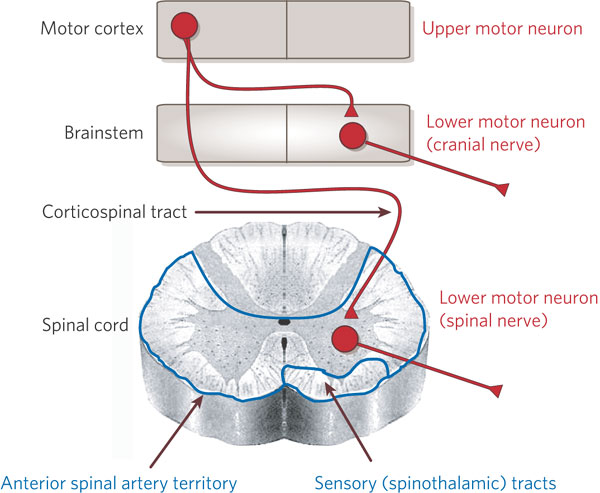 Motor cortex
Upper motor neuron
Brainstem
Lower motor neuron
(cranial nerve)
Corticospinal tract
Spinal cord
Lower motor neuron
(spinal nerve)
Anterior spinal artery territory
Sensory (spinothalamic) tracts